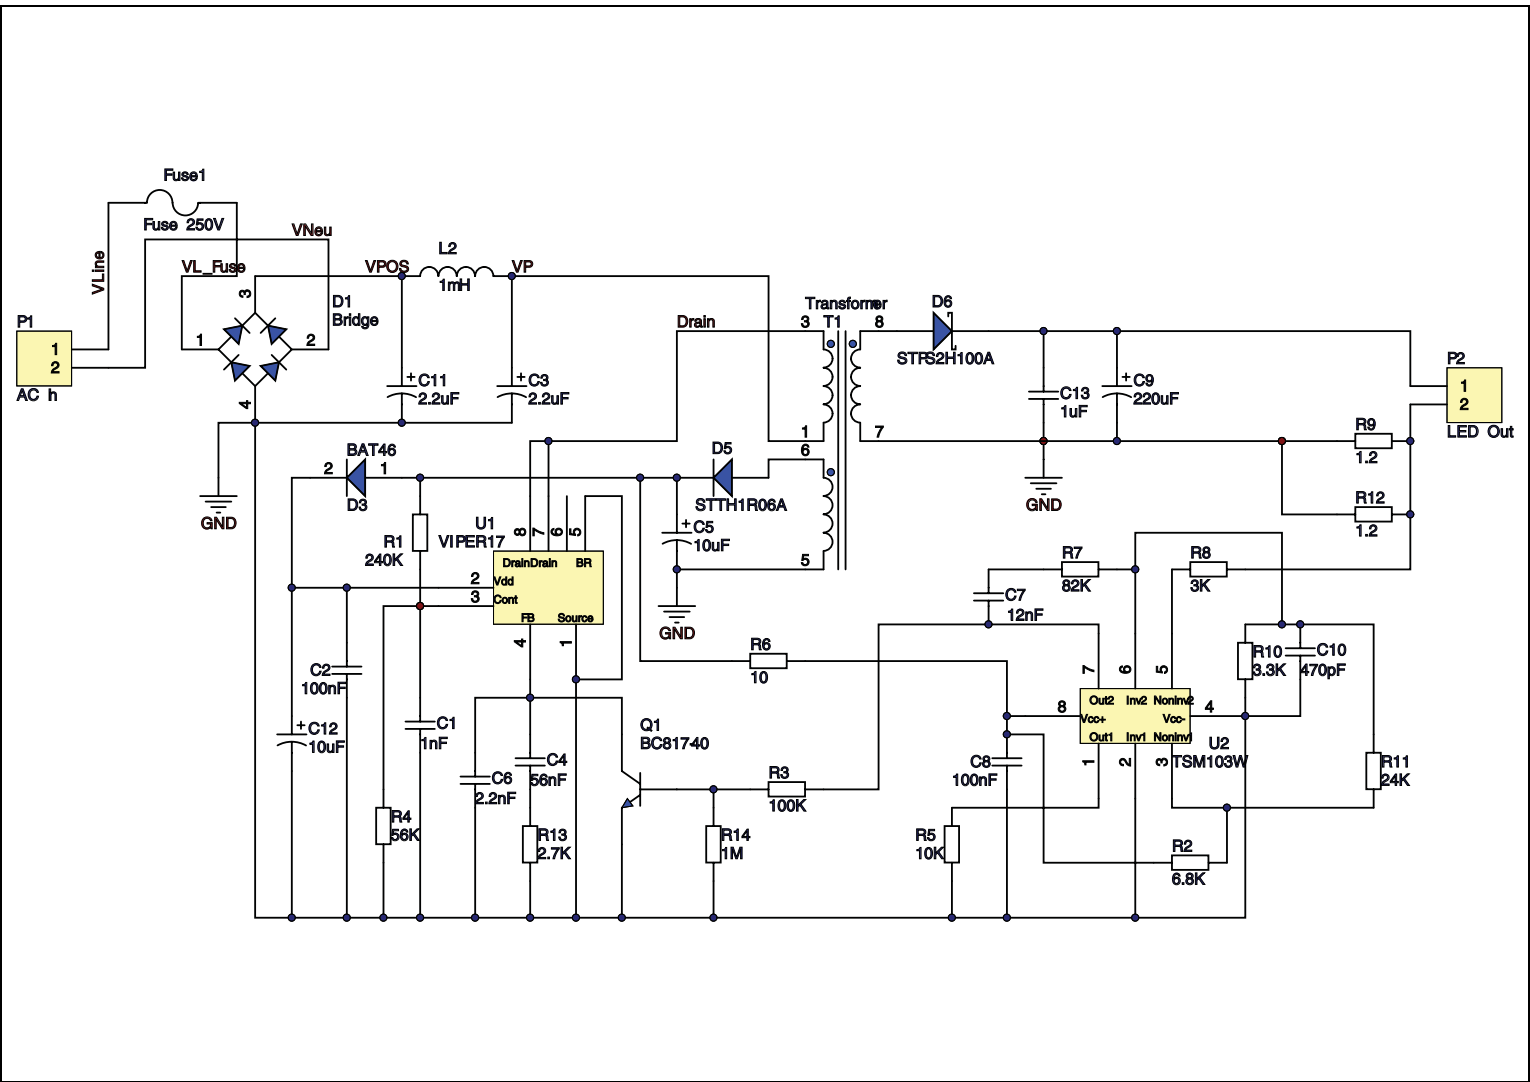 Fuse1
Fuse 250V
VNeu
VLine
VL_Fuse
VPOS
L2
1mH
VP
3
D1
Bridge
1
2
4
P1
1
2
AC h
C11
2.2uF
C3
2.2uF
GND
Drain
Transformer
T1
3
8
1
7
6
5
D6
STPS2H100A
C13
1uF
C9
220uF
GND
P2
1
2
LED Out
R9
1.2
R12
1.2
BAT46
2
1
D3
D5
STTH1R06A
C5
10uF
GND
R1
240K
U1
VIPER17
8
7
6
5
DrainDrain
BR
2
Vdd
3
Cont
FB
Source
4
1
C2
100nF
C12
10uF
C1
1nF
R4
56K
C6
2.2nF
C4
56nF
R13
2.7K
Q1
BC81740
R14
1M
R3
100K
R6
10
C7
12nF
R7
82K
R8
3K
R10
3.3K
C10
470pF
R11
24K
7
6
5
Out2
Inv2
Noninv2
8
Vcc+
Vcc-
4
Out1
Inv1
Noninv1
1
2
3
U2
TSM103W
C8
100nF
R5
10K
R2
6.8K